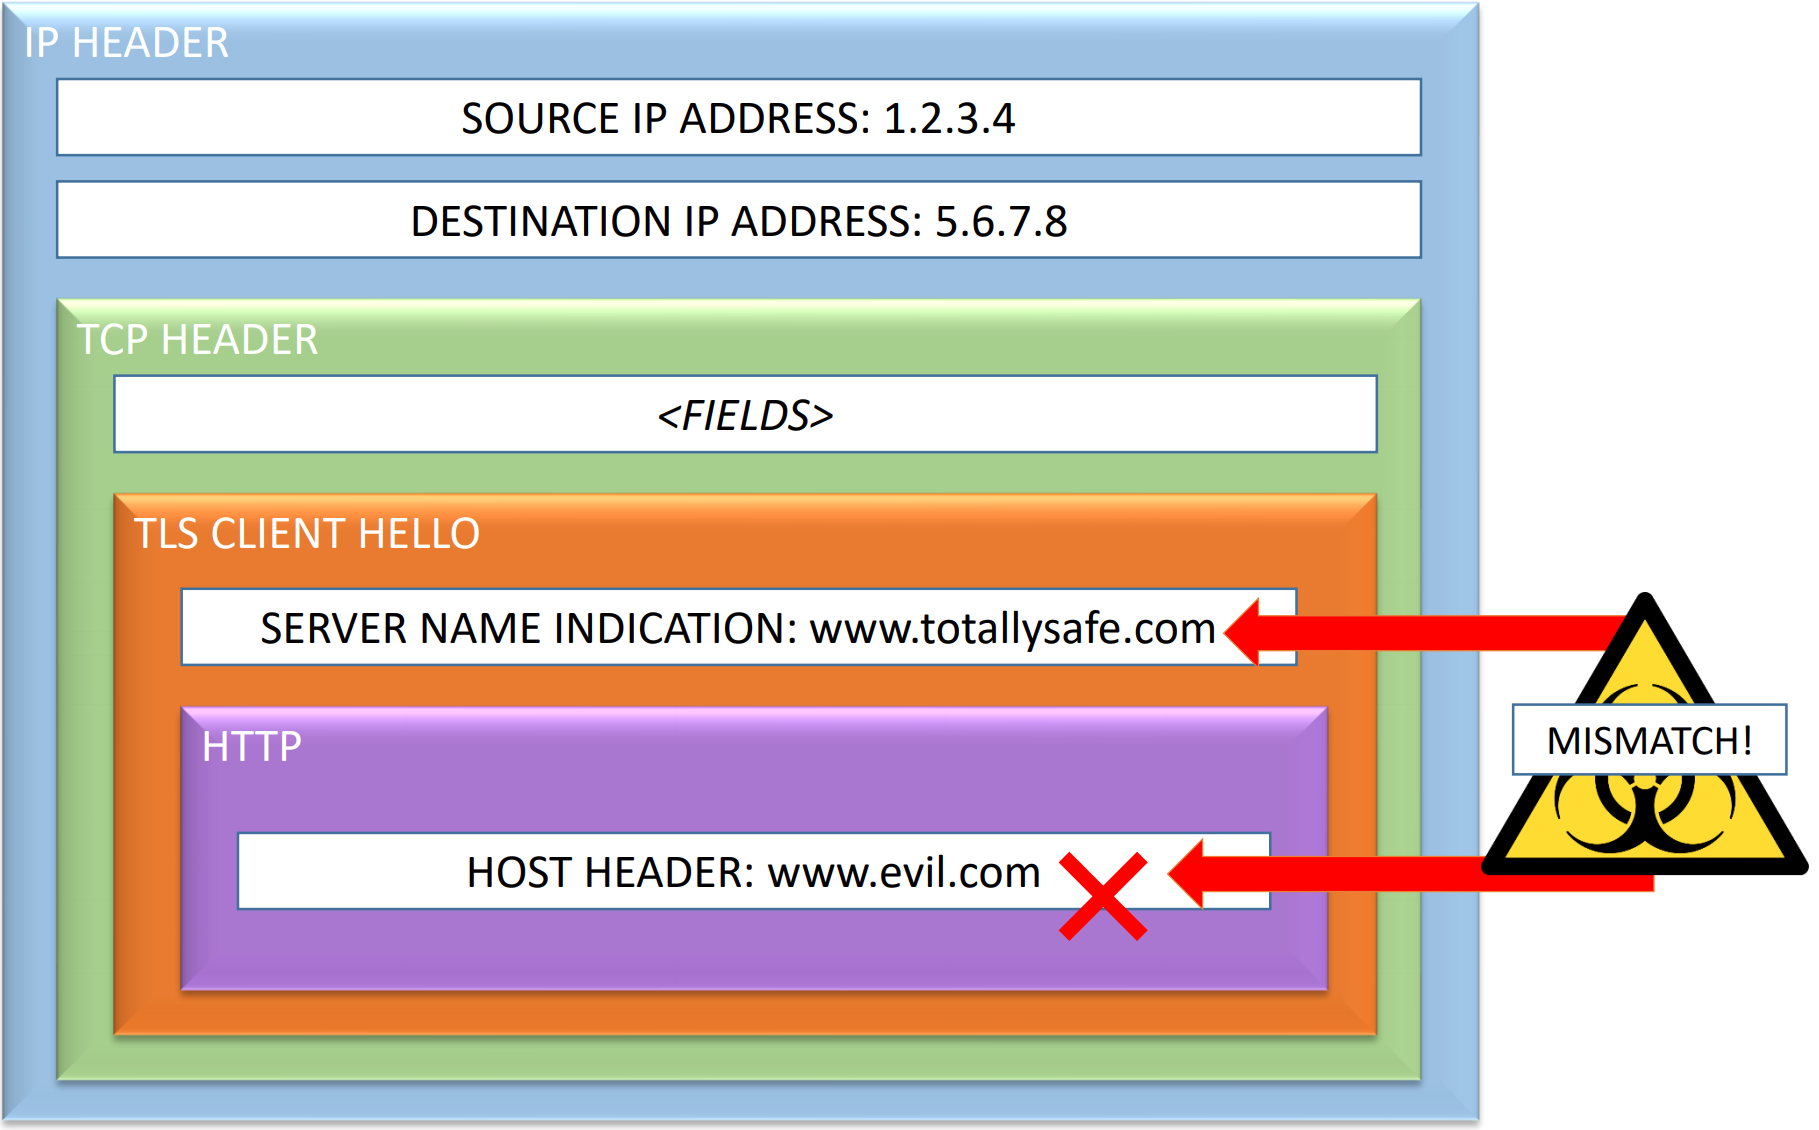 IP HEADER
SOURCE IP ADDRESS: 1.2.3.4
DESTINATION IP ADDRESS: 5.6.7.8
TCP HEADER
<FIELDS>
TLS CLIENT HELLO
SERVER NAME INDICATION: www.totallysafe.com
HTTP
MISMATCH!
HOST HEADER: www.evil.com